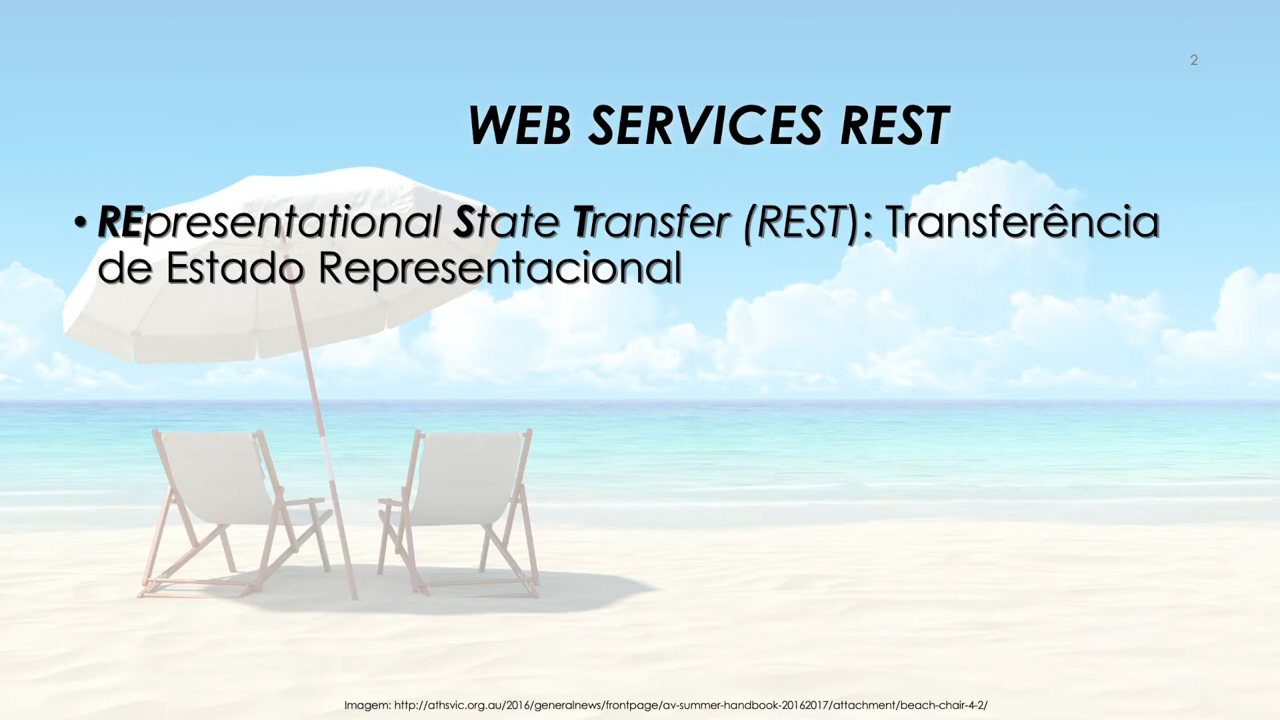 2
WEB SERVICES REST
• REpresentational State Transfer (REST): Transferência
de Estado Representacional
Imagem: http://athsvic.org.au/2016/generalnews/frontpage/av-summer-handbook-20162017/attachment/beach-chair-4-2/